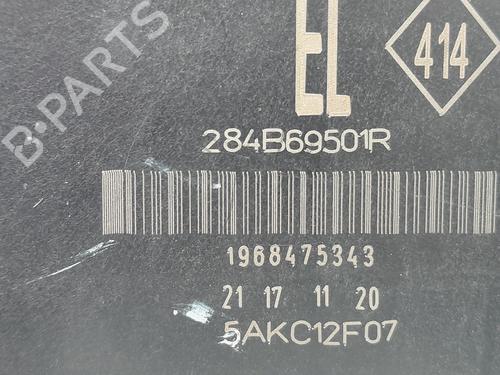 EL
414
284B69501R
1968475343
21 17 11 20
5AKC12F07
B-PARTS